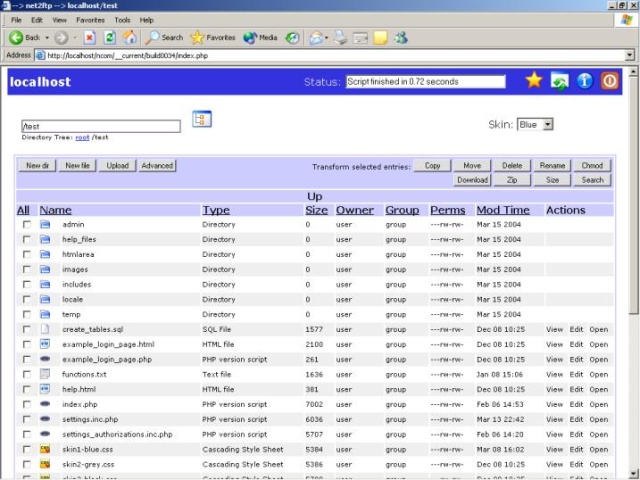 --> net2ftp --> localhost/test
File Edit View Favorites Tools Help
Back Search Favorites Media
Address http://localhost/ncom/__current/build0034/index.php
localhost Status: Script finished in 0.72 seconds
/test Skin: Blue
Directory Tree: root /test
New dir New file Upload Advanced Transform selected entries: Copy Move Delete Rename Chmod
Download Zip Size Search
Up
All Name Type Size Owner Group Perms Mod Time Actions
admin Directory 0 user group ---rw-rw- Mar 15 2004
help_files Directory 0 user group ---rw-rw- Mar 15 2004
htmlarea Directory 0 user group ---rw-rw- Mar 15 2004
images Directory 0 user group ---rw-rw- Mar 15 2004
includes Directory 0 user group ---rw-rw- Mar 15 2004
locale Directory 0 user group ---rw-rw- Mar 15 2004
temp Directory 0 user group ---rw-rw- Mar 15 2004
create_tables.sql SQL File 1577 user group ---rw-rw- Dec 08 10:25 View Edit Open
example_login_page.html HTML file 2100 user group ---rw-rw- Dec 08 10:25 View Edit Open
example_login_page.php PHP version script 261 user group ---rw-rw- Dec 08 10:25 View Edit Open
functions.txt Text file 1636 user group ---rw-rw- Jan 08 15:06 View Edit Open
help.html HTML file 381 user group ---rw-rw- Dec 08 10:25 View Edit Open
index.php PHP version script 7002 user group ---rw-rw- Feb 06 14:53 View Edit Open
settings.inc.php PHP version script 6036 user group ---rw-rw- Mar 13 22:42 View Edit Open
settings_authorizations.inc.php PHP version script 5707 user group ---rw-rw- Feb 06 14:20 View Edit Open
skin1-blue.css Cascading Style Sheet 5384 user group ---rw-rw- Mar 08 16:02 View Edit Open
skin2-grey.css Cascading Style Sheet 5386 user group ---rw-rw- Dec 08 10:25 View Edit Open